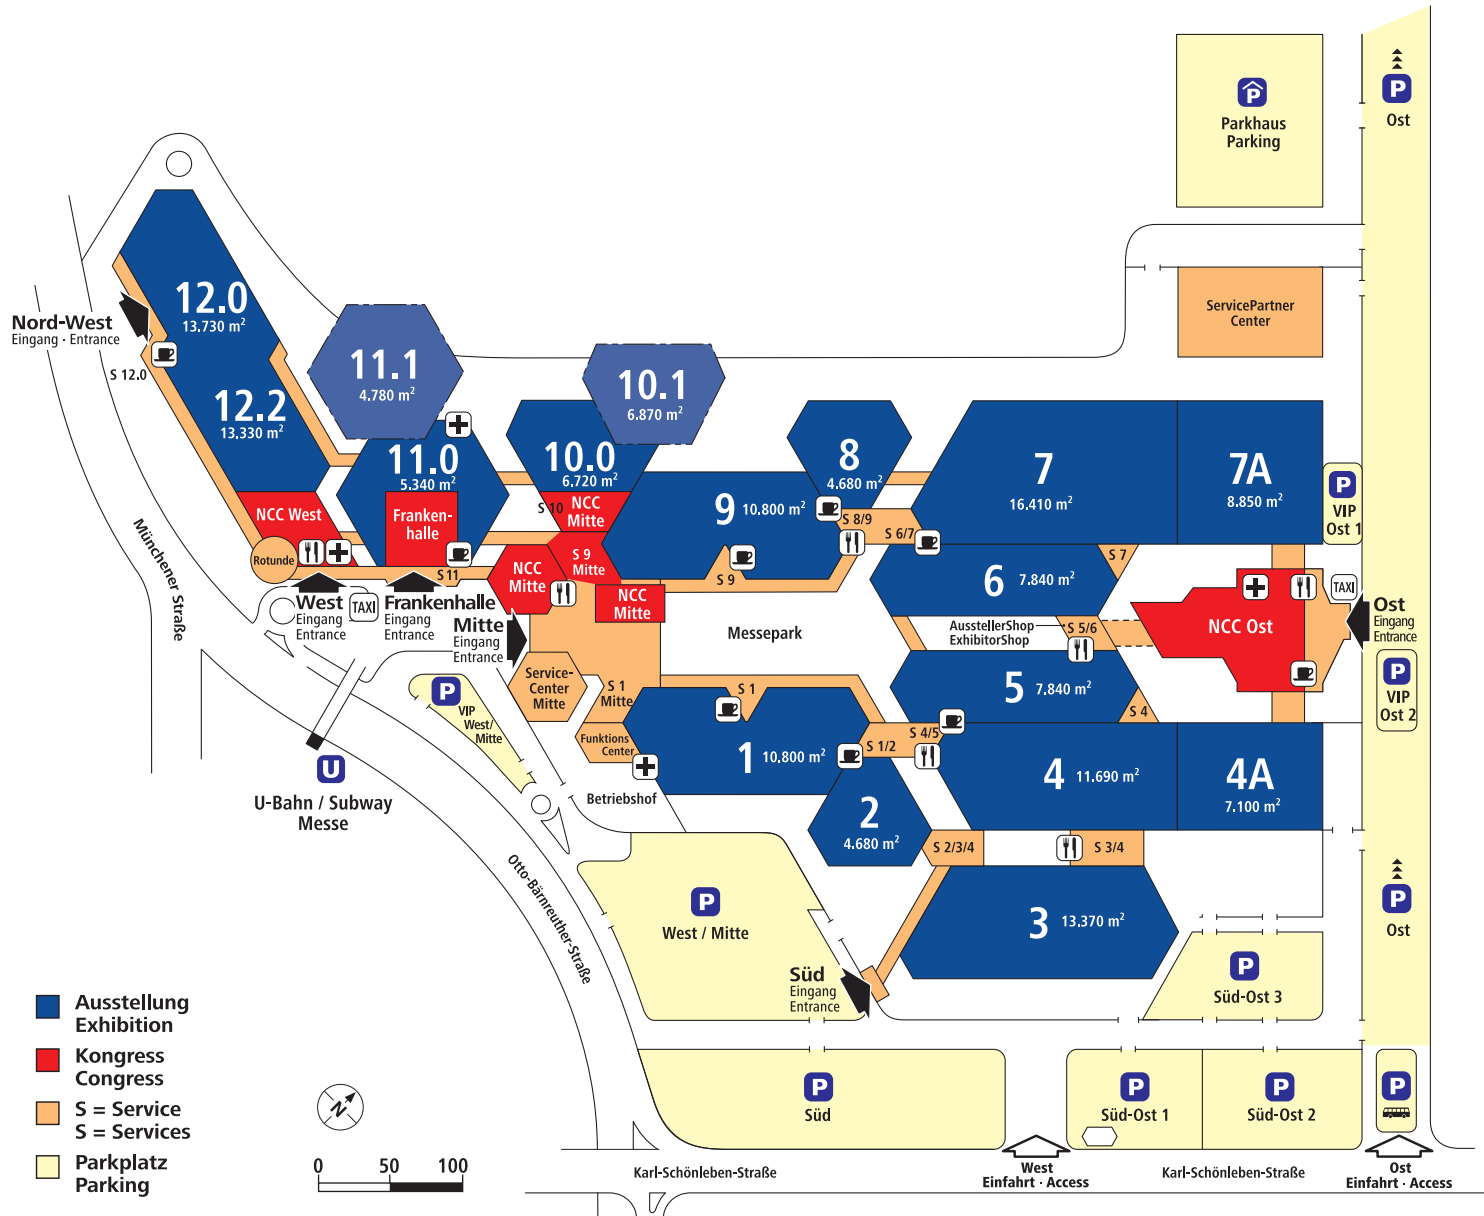 P
Parkhaus
Parking
P
Ost
ServicePartner
Center
12.0
13.730 m²
Nord-West
Eingang · Entrance
S 12.0
12.2
13.330 m²
11.1
4.780 m²
10.1
6.870 m²
11.0
5.340 m²
10.0
6.720 m²
8
4.680 m²
7
16.410 m²
7A
8.850 m²
P
VIP
Ost 1
NCC West
Franken-
halle
S 10
NCC
Mitte
9 10.800 m²
S 8/9
S 6/7
Rotunde
S 11
NCC
Mitte
S 9
Mitte
S 9
NCC
Mitte
6 7.840 m²
S 7
Münchener Straße
West
Eingang
Entrance
TAXI
Frankenhalle
Eingang
Entrance
Mitte
Eingang
Entrance
Messepark
AusstellerShop
ExhibitorShop
S 5/6
NCC Ost
TAXI
Ost
Eingang
Entrance
Service-
Center
Mitte
S 1
Mitte
S 1
5 7.840 m²
S 4
P
VIP
Ost 2
P
VIP
West/
Mitte
Funktions
Center
1 10.800 m²
S 1/2
S 4/5
4 11.690 m²
4A
7.100 m²
U
U-Bahn / Subway
Messe
Betriebshof
2
4.680 m²
S 2/3/4
S 3/4
Otto-Bärnreuther-Straße
P
West / Mitte
3 13.370 m²
P
Ost
Süd
Eingang
Entrance
P
Süd-Ost 3
Ausstellung
Exhibition
Kongress
Congress
S = Service
S = Services
Parkplatz
Parking
N
0 50 100
P
Süd
P
Süd-Ost 1
P
Süd-Ost 2
P
Karl-Schönleben-Straße
West
Einfahrt · Access
Karl-Schönleben-Straße
Ost
Einfahrt · Access